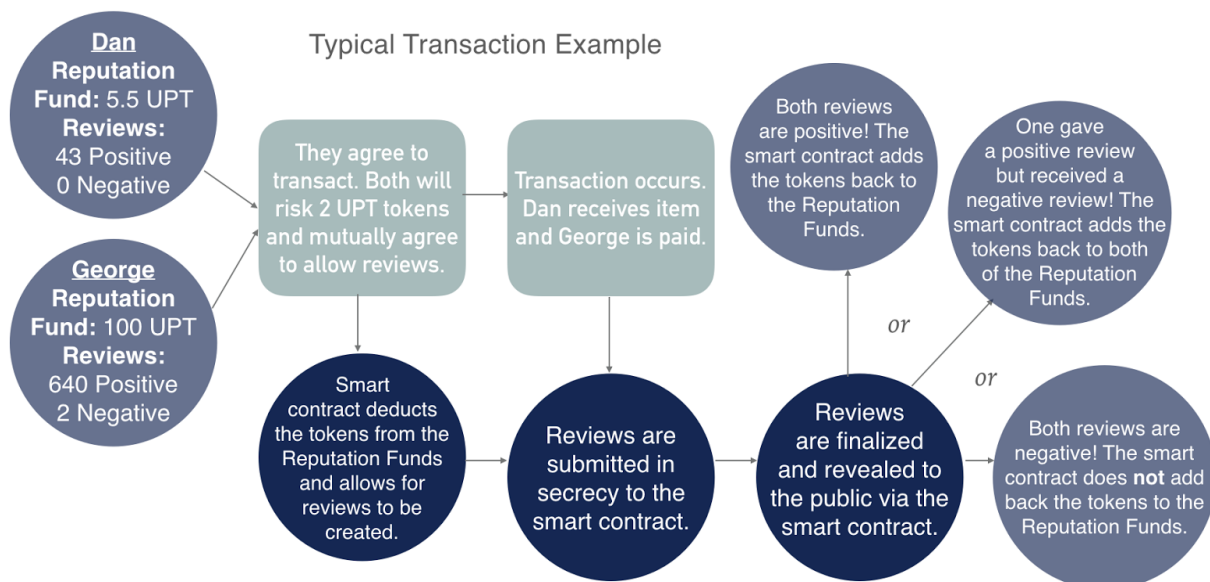 Typical Transaction Example
Dan
Reputation
Fund: 5.5 UPT
Reviews:
43 Positive
0 Negative
George
Reputation
Fund: 100 UPT
Reviews:
640 Positive
2 Negative
They agree to
transact. Both will
risk 2 UPT tokens
and mutually agree
to allow reviews.
Transaction occurs.
Dan receives item
and George is paid.
Smart
contract deducts
the tokens from the
Reputation Funds
and allows for
reviews to be
created.
Reviews are
submitted in
secrecy to the
smart contract.
Reviews
are finalized
and revealed to
the public via the
smart contract.
Both reviews
are positive! The
smart contract adds
the tokens back to
the Reputation
Funds.
or
One gave
a positive review
but received a
negative review! The
smart contract adds the
tokens back to both
of the Reputation
Funds.
or
Both reviews are
negative! The smart
contract does not add
back the tokens to the
Reputation Funds.